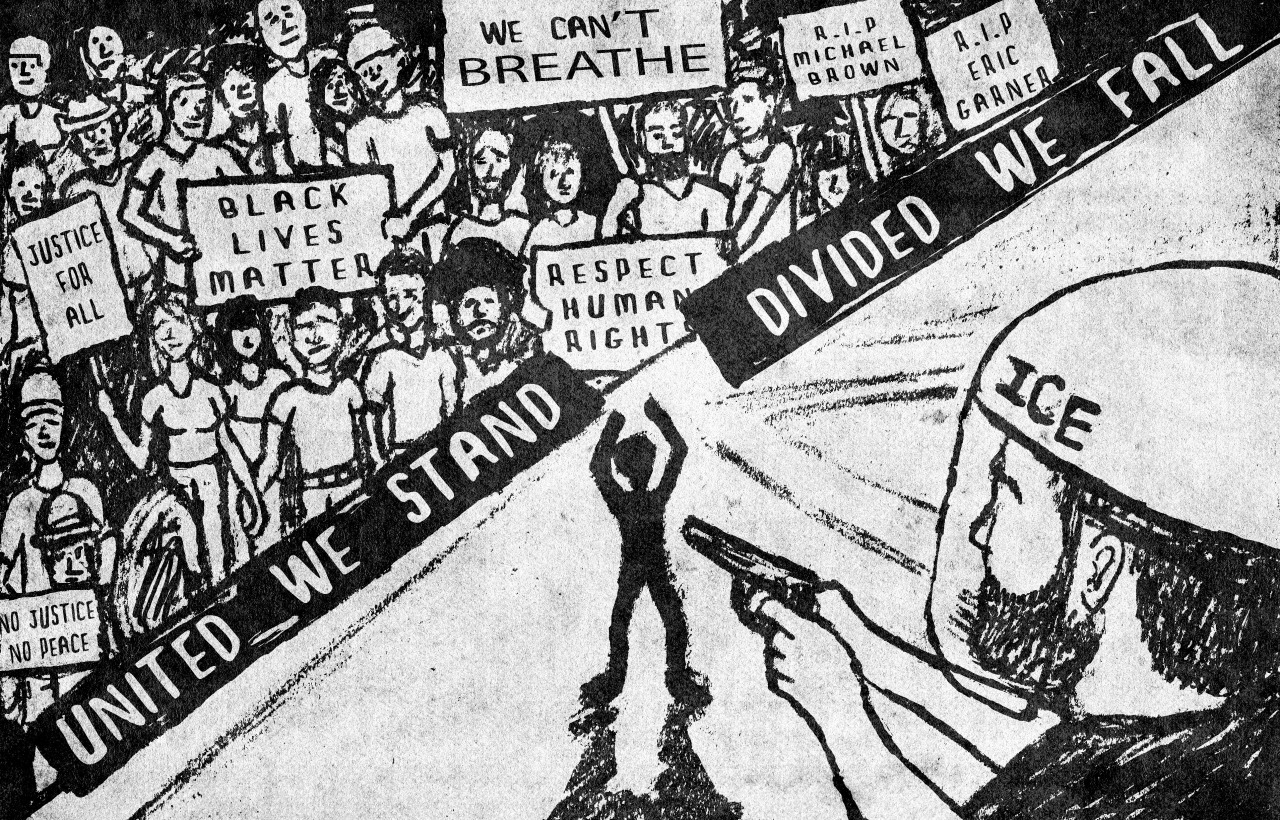 WE CAN'T
BREATHE
R.I.P
MICHAEL
BROWN
R.I.P
ERIC
GARNER
BLACK
LIVES
MATTER
JUSTICE
FOR
ALL
RESPECT
HUMAN
RIGHT
NO JUSTICE
NO PEACE
UNITED WE STAND
DIVIDED WE FALL
ICE